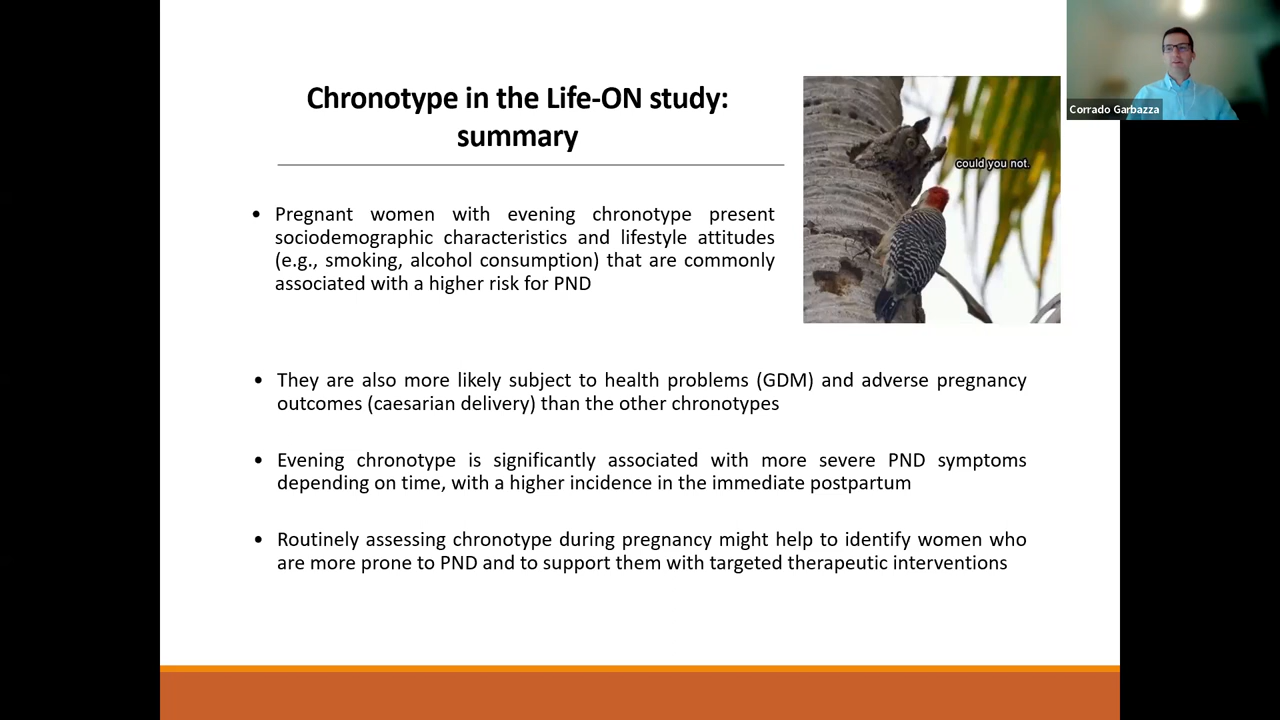 Chronotype in the Life-ON study:
summary
Corrado Garbazza
could you not.
• Pregnant women with evening chronotype present
sociodemographic characteristics and lifestyle attitudes
(e.g., smoking, alcohol consumption) that are commonly
associated with a higher risk for PND
• They are also more likely subject to health problems (GDM) and adverse pregnancy
outcomes (caesarian delivery) than the other chronotypes
• Evening chronotype is significantly associated with more severe PND symptoms
depending on time, with a higher incidence in the immediate postpartum
• Routinely assessing chronotype during pregnancy might help to identify women who
are more prone to PND and to support them with targeted therapeutic interventions